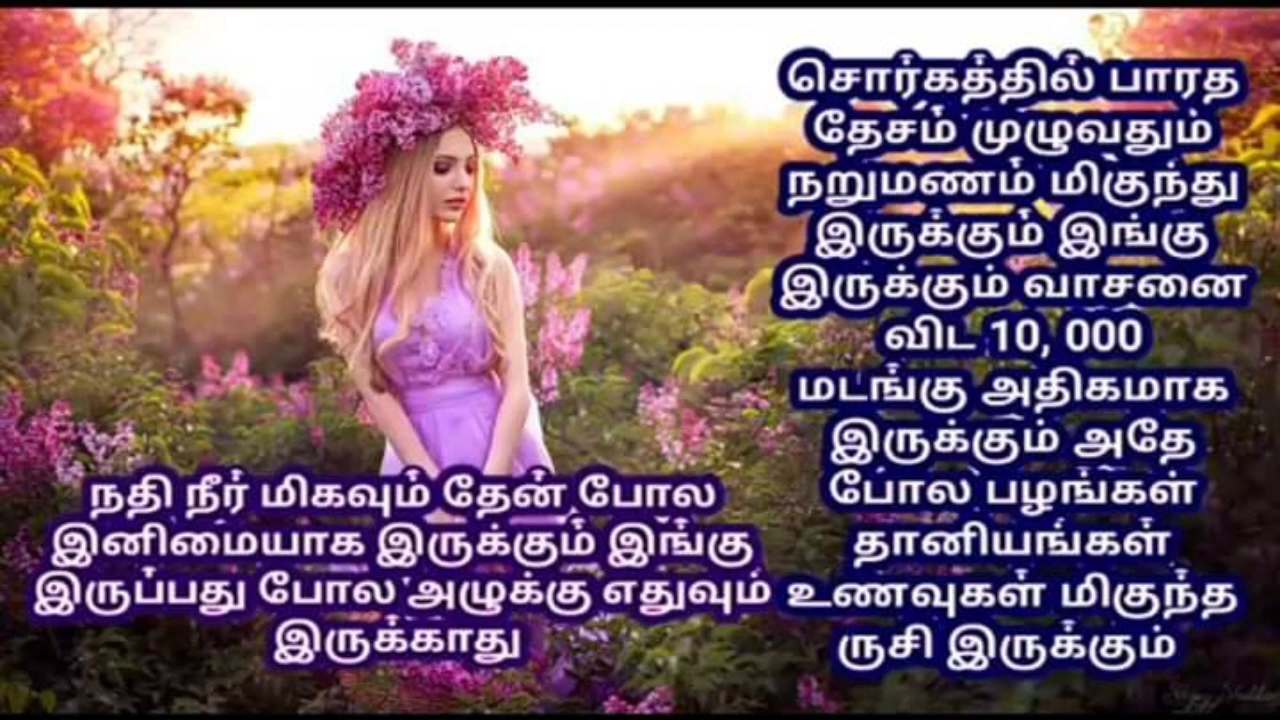 சொர்கத்தில் பாரத
தேசம் முழுவதும்
நறுமணம் மிகுந்து
இருக்கும் இங்கு
இருக்கும் வாசனை
விட 10, 000
மடங்கு அதிகமாக
இருக்கும் அதே
போல பழங்கள்
தானியங்கள்
உணவுகள் மிகுந்த
ருசி இருக்கும்
நதி நீர் மிகவும் தேன் போல
இனிமையாக இருக்கும் இங்கு
இருப்பது போல அழுக்கு எதுவும்
இருக்காது